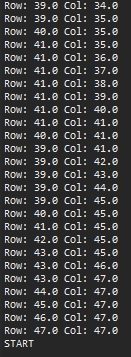 Row: 39.0 Col: 34.0
Row: 39.0 Col: 35.0
Row: 40.0 Col: 35.0
Row: 41.0 Col: 35.0
Row: 41.0 Col: 36.0
Row: 41.0 Col: 37.0
Row: 41.0 Col: 38.0
Row: 41.0 Col: 39.0
Row: 41.0 Col: 40.0
Row: 41.0 Col: 41.0
Row: 40.0 Col: 41.0
Row: 39.0 Col: 41.0
Row: 39.0 Col: 42.0
Row: 39.0 Col: 43.0
Row: 39.0 Col: 44.0
Row: 39.0 Col: 45.0
Row: 40.0 Col: 45.0
Row: 41.0 Col: 45.0
Row: 42.0 Col: 45.0
Row: 43.0 Col: 45.0
Row: 43.0 Col: 46.0
Row: 43.0 Col: 47.0
Row: 44.0 Col: 47.0
Row: 45.0 Col: 47.0
Row: 46.0 Col: 47.0
Row: 47.0 Col: 47.0
START